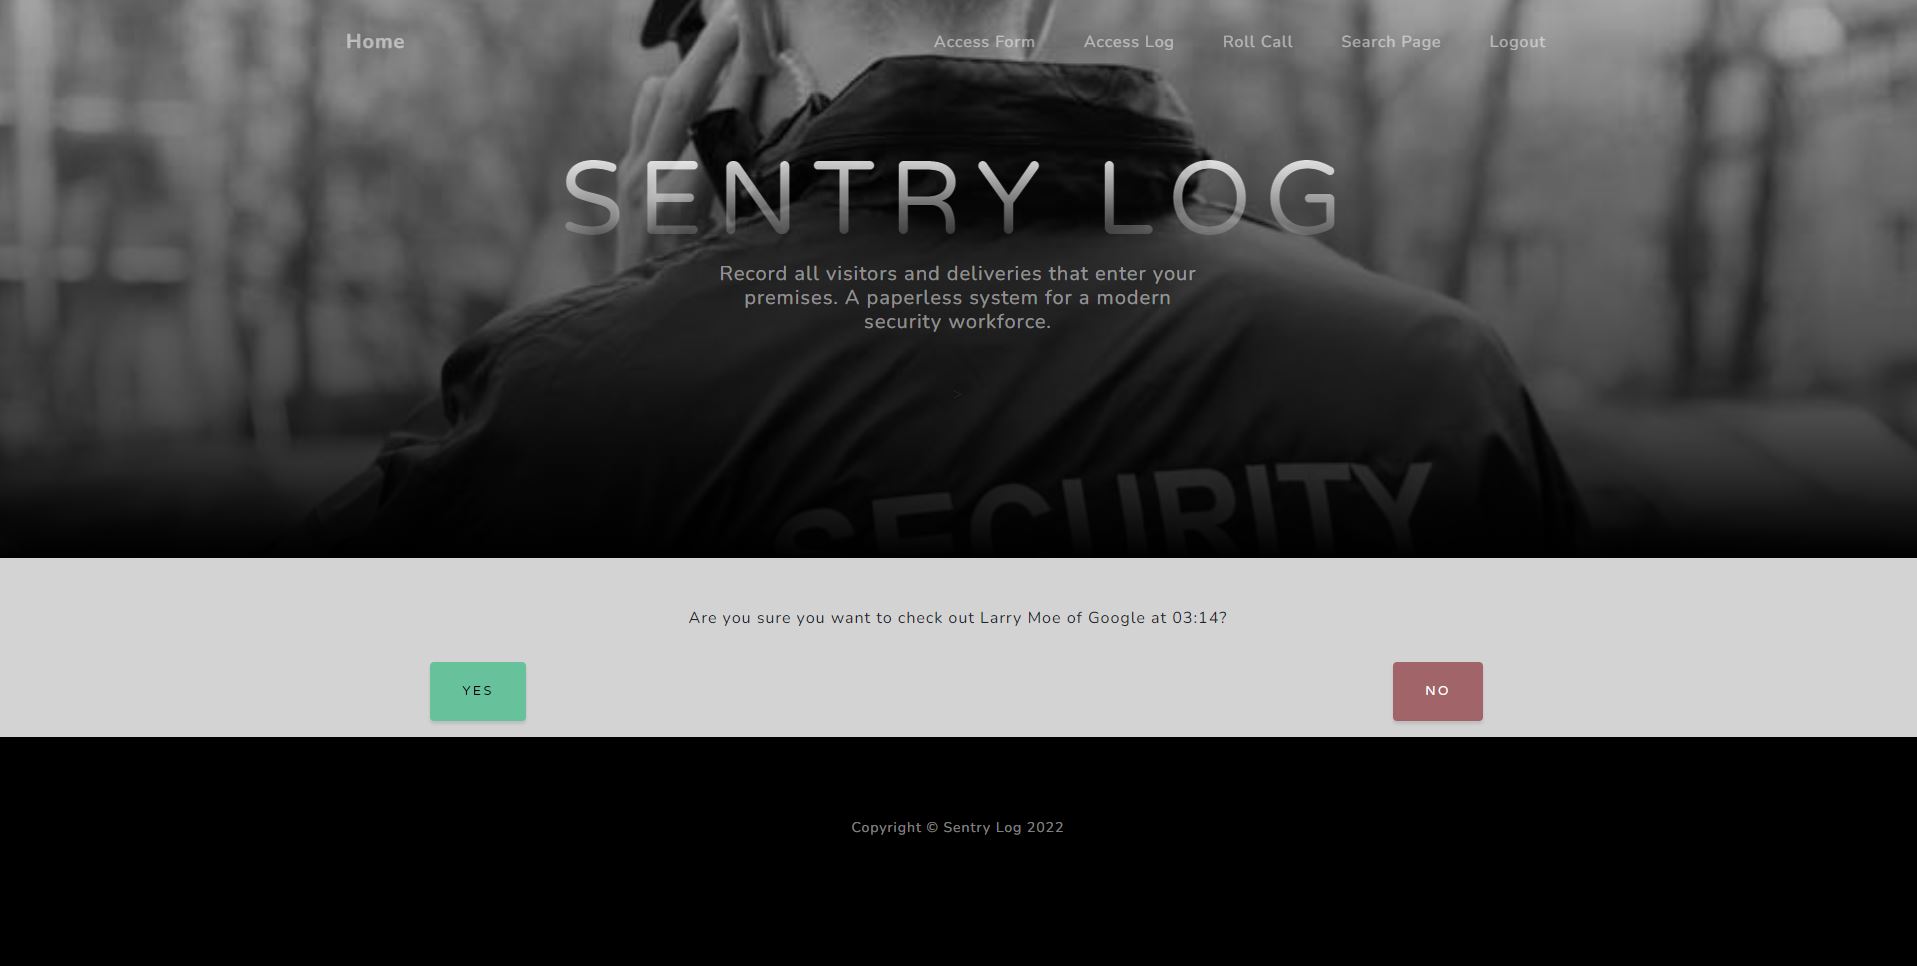 Home
Access Form
Access Log
Roll Call
Search Page
Logout
SENTRY LOG
Record all visitors and deliveries that enter your
premises. A paperless system for a modern
security workforce.
>
SECURITY
Are you sure you want to check out Larry Moe of Google at 03:14?
YES
NO
Copyright © Sentry Log 2022